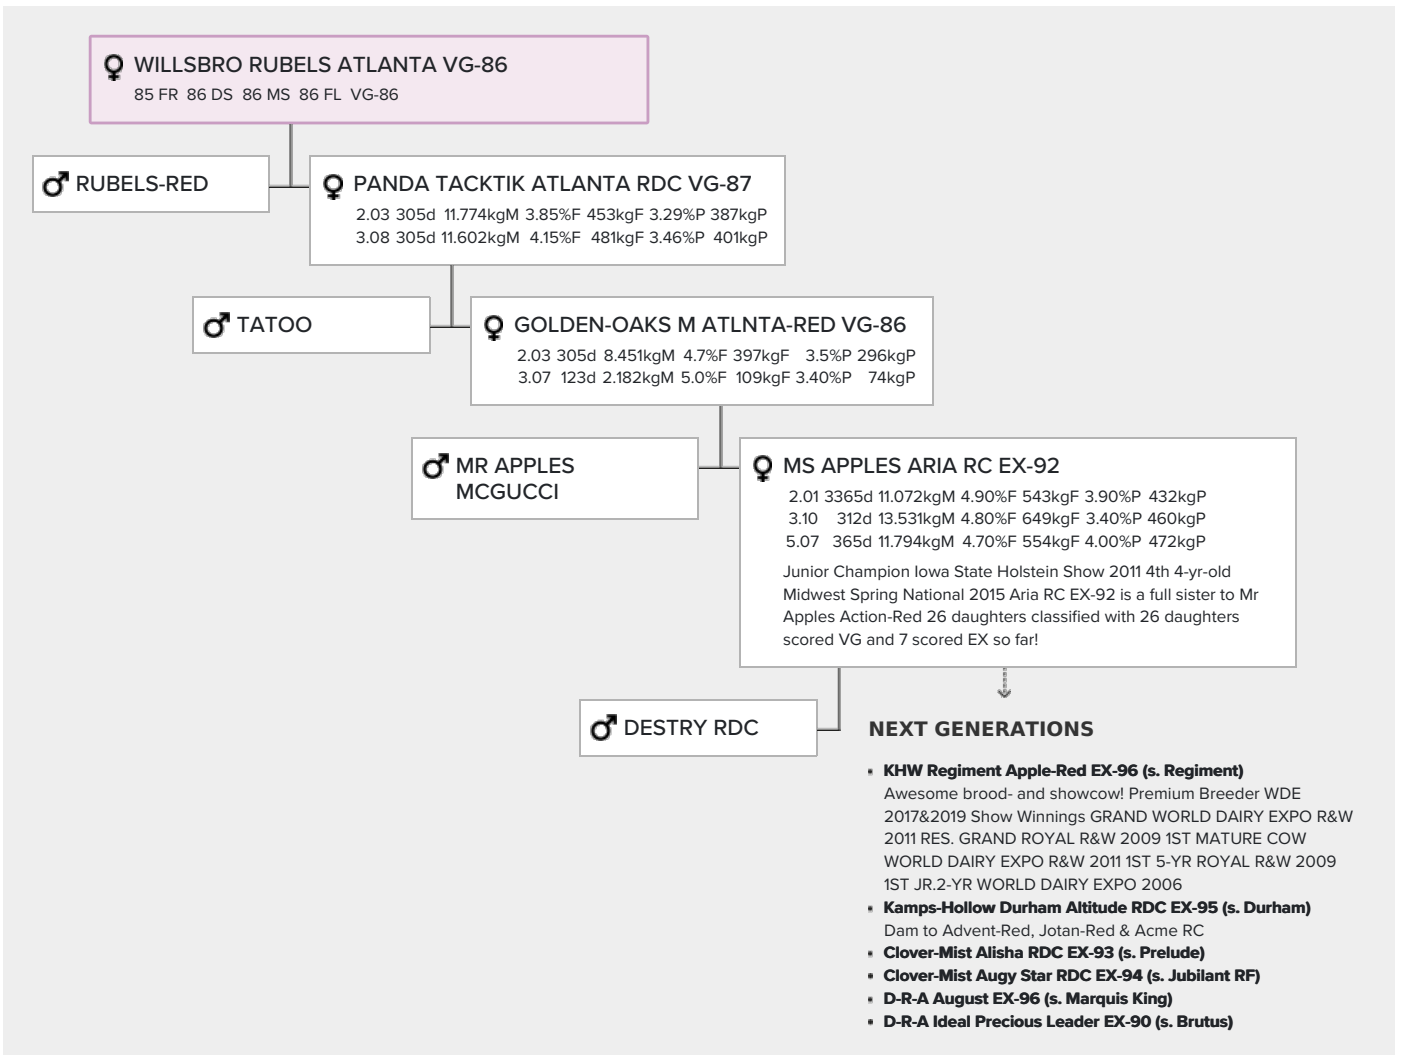 WILLSBRO RUBELS ATLANTA VG-86
85 FR 86 DS 86 MS 86 FL VG-86
RUBELS-RED
PANDA TACKTIK ATLANTA RDC VG-87
2.03 305d 11.774kgM 3.85%F 453kgF 3.29%P 387kgP
3.08 305d 11.602kgM 4.15%F 481kgF 3.46%P 401kgP
TATOO
GOLDEN-OAKS M ATLNTA-RED VG-86
2.03 305d 8.451kgM 4.7%F 397kgF 3.5%P 296kgP
3.07 123d 2.182kgM 5.0%F 109kgF 3.40%P 74kgP
MR APPLES
MCGUCCI
MS APPLES ARIA RC EX-92
2.01 3365d 11.072kgM 4.90%F 543kgF 3.90%P 432kgP
3.10 312d 13.531kgM 4.80%F 649kgF 3.40%P 460kgP
5.07 365d 11.794kgM 4.70%F 554kgF 4.00%P 472kgP
Junior Champion Iowa State Holstein Show 2011 4th 4-yr-old
Midwest Spring National 2015 Aria RC EX-92 is a full sister to Mr
Apples Action-Red 26 daughters classified with 26 daughters
scored VG and 7 scored EX so far!
DESTRY RDC
NEXT GENERATIONS
• KHW Regiment Apple-Red EX-96 (s. Regiment)
Awesome brood- and showcow! Premium Breeder WDE
2017&2019 Show Winnings GRAND WORLD DAIRY EXPO R&W
2011 RES. GRAND ROYAL R&W 2009 1ST MATURE COW
WORLD DAIRY EXPO R&W 2011 1ST 5-YR ROYAL R&W 2009
1ST JR.2-YR WORLD DAIRY EXPO 2006
• Kamps-Hollow Durham Altitude RDC EX-95 (s. Durham)
Dam to Advent-Red, Jotan-Red & Acme RC
• Clover-Mist Alisha RDC EX-93 (s. Prelude)
• Clover-Mist Augy Star RDC EX-94 (s. Jubilant RF)
• D-R-A August EX-96 (s. Marquis King)
• D-R-A Ideal Precious Leader EX-90 (s. Brutus)